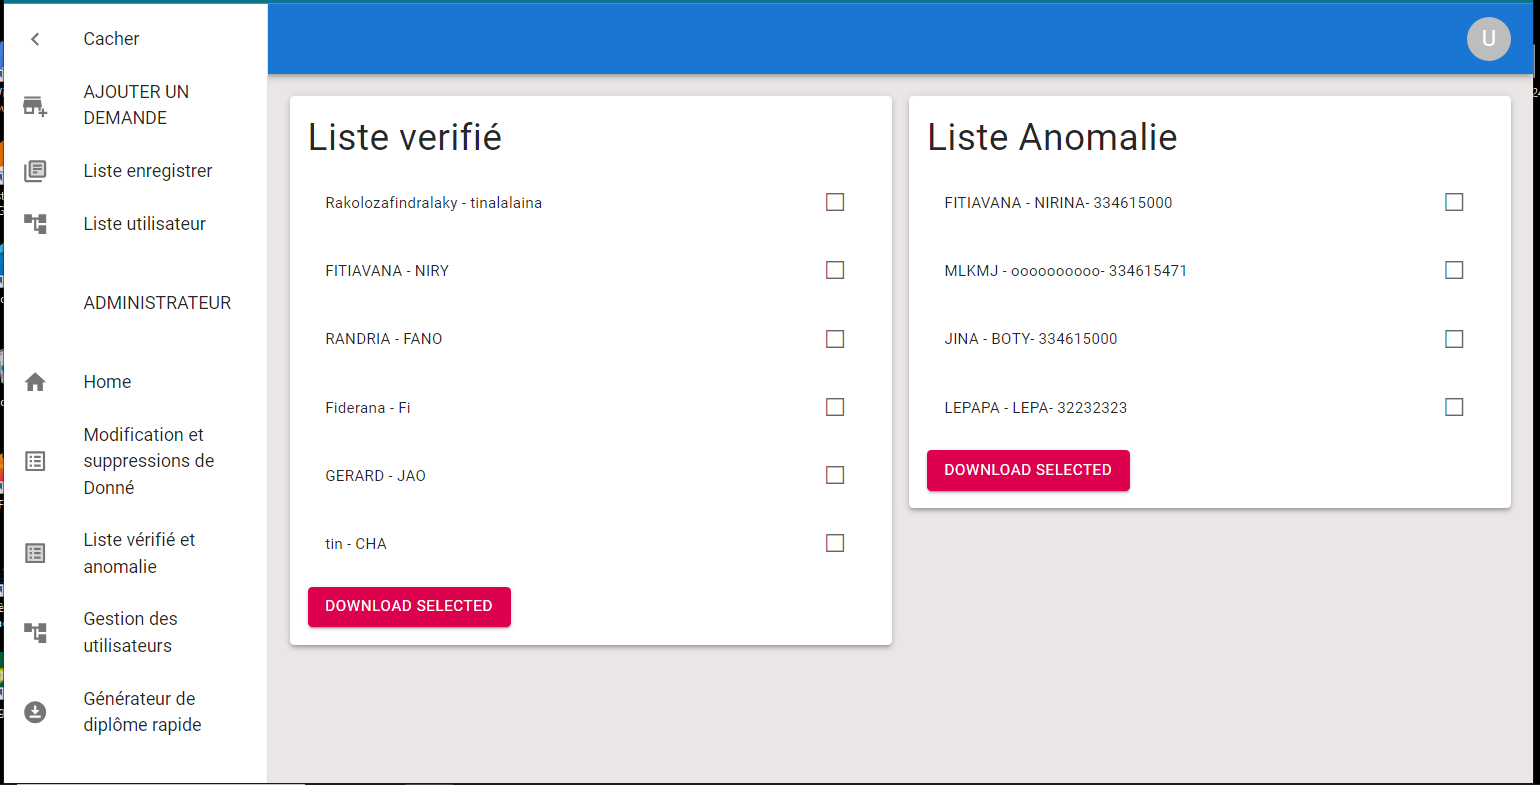 Cacher
AJOUTER UN
DEMANDE
Liste enregistrer
Liste utilisateur
ADMINISTRATEUR
Home
Modification et
suppressions de
Donné
Liste vérifié et
anomalie
Gestion des
utilisateurs
Générateur de
diplôme rapide
U
Liste verifié
Rakolozafindralaky - tinalalaina
FITIAVANA - NIRY
RANDRIA - FANO
Fiderana - Fi
GERARD - JAO
tin - CHA
DOWNLOAD SELECTED
Liste Anomalie
FITIAVANA - NIRINA- 334615000
MLKMJ - oooooooooo- 334615471
JINA - BOTY- 334615000
LEPAPA - LEPA- 32232323
DOWNLOAD SELECTED